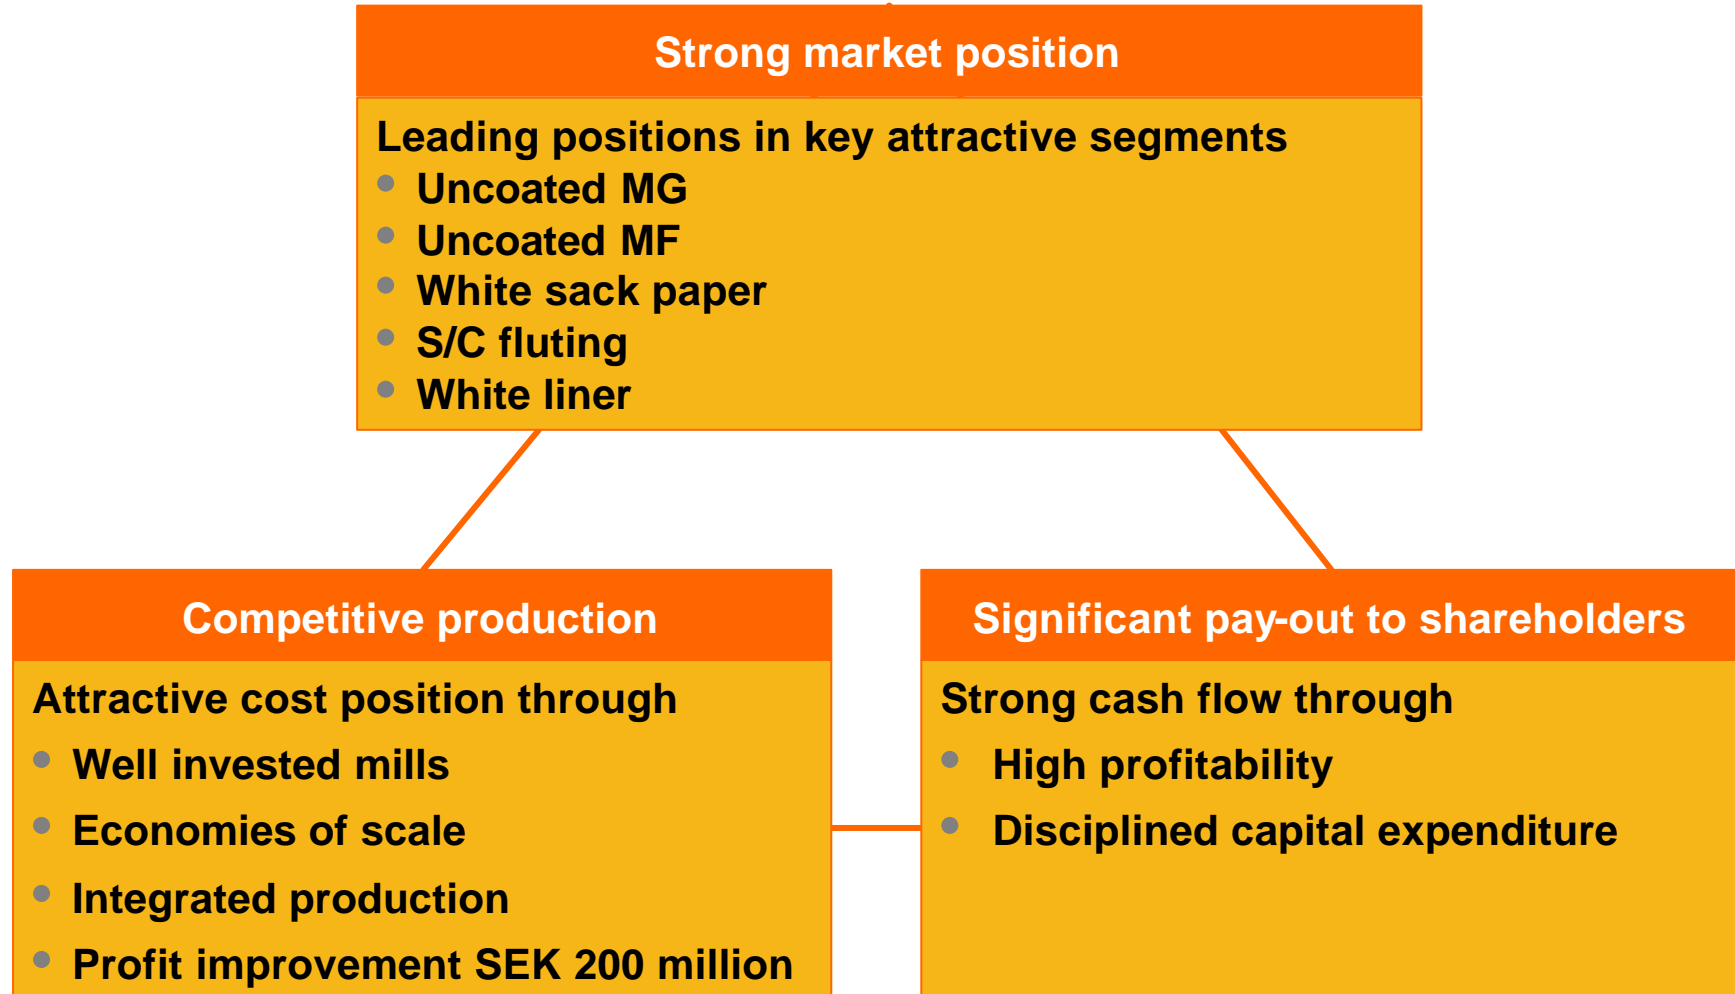 Strong market position
Leading positions in key attractive segments
Uncoated MG
Uncoated MF
White sack paper
S/C fluting
White liner
Competitive production
Attractive cost position through
Well invested mills
Economies of scale
Integrated production
Profit improvement SEK 200 million
Significant pay-out to shareholders
Strong cash flow through
High profitability
Disciplined capital expenditure